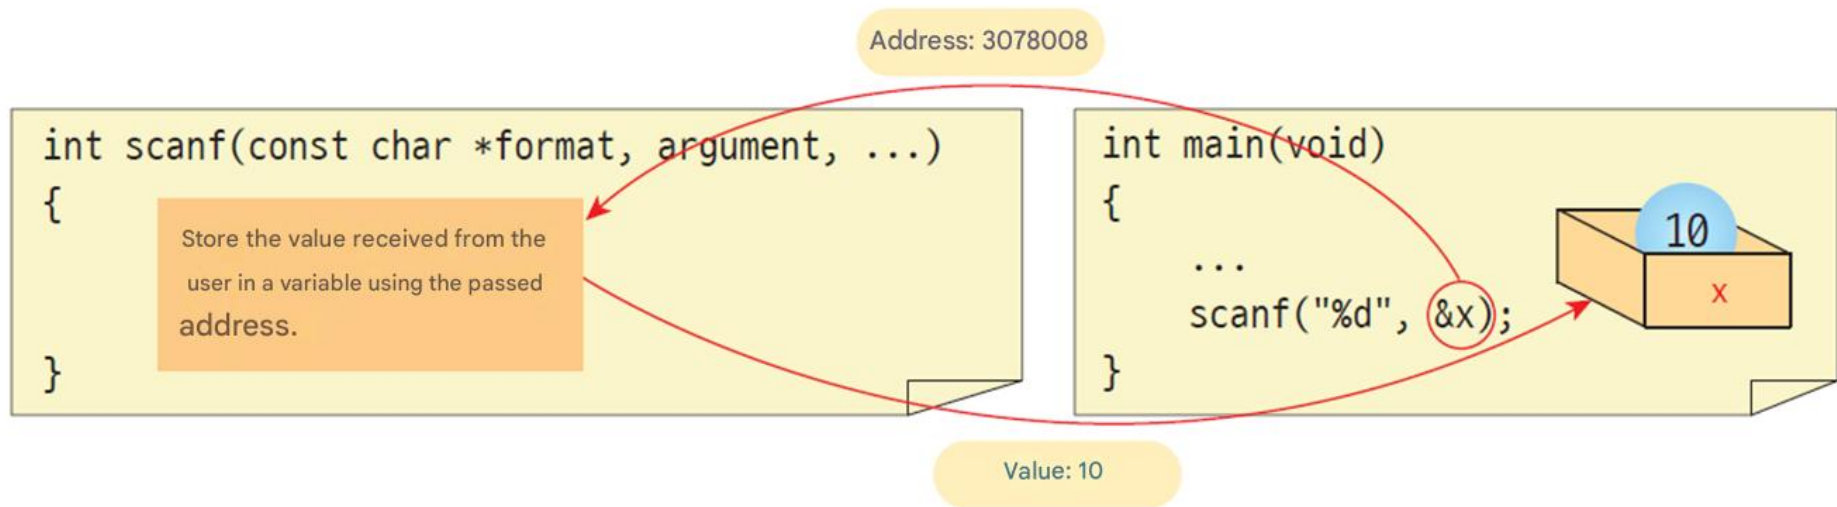 Address: 3078008
int scanf(const char *format, argument, ...)
{
Store the value received from the
user in a variable using the passed
address.
}
int main(void)
{
...
scanf("%d", &x);
}
10
x
Value: 10